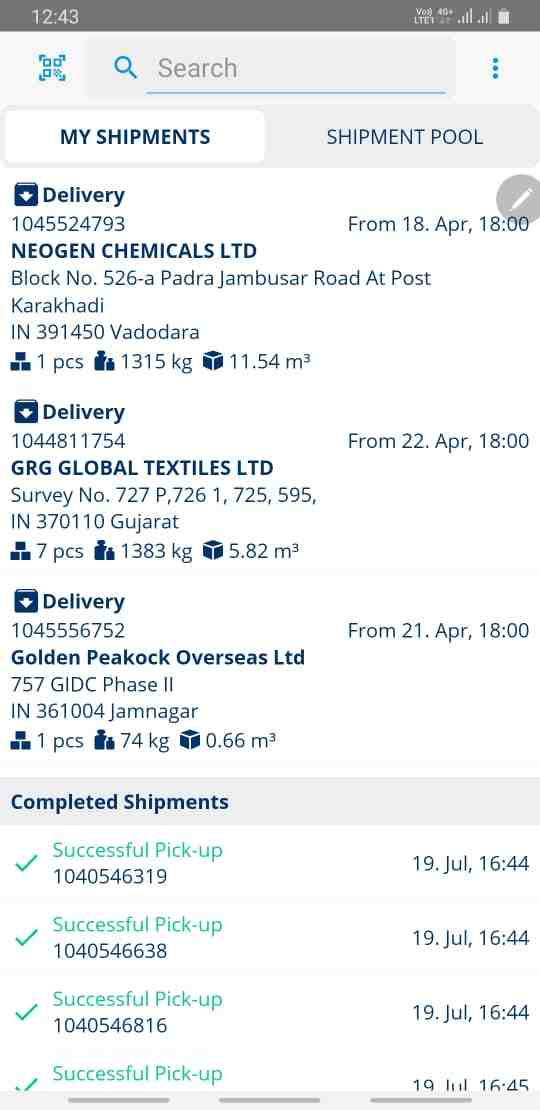 12:43
Vo) 4G+
LTE1
Search
MY SHIPMENTS
SHIPMENT POOL
Delivery
1045524793
From 18. Apr, 18:00
NEOGEN CHEMICALS LTD
Block No. 526-a Padra Jambusar Road At Post
Karakhadi
IN 391450 Vadodara
1 pcs 1315 kg 11.54 m³
Delivery
1044811754
From 22. Apr, 18:00
GRG GLOBAL TEXTILES LTD
Survey No. 727 P,726 1, 725, 595,
IN 370110 Gujarat
7 pcs 1383 kg 5.82 m³
Delivery
1045556752
From 21. Apr, 18:00
Golden Peakock Overseas Ltd
757 GIDC Phase II
IN 361004 Jamnagar
1 pcs 74 kg 0.66 m³
Completed Shipments
Successful Pick-up
1040546319
19. Jul, 16:44
Successful Pick-up
1040546638
19. Jul, 16:44
Successful Pick-up
1040546816
19. Jul, 16:44
Successful Pick-up
19. Jul, 16:45